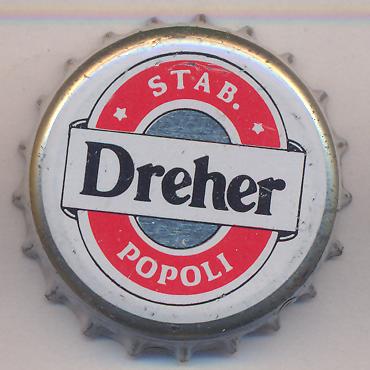 STAB.
Dreher
POPOLI